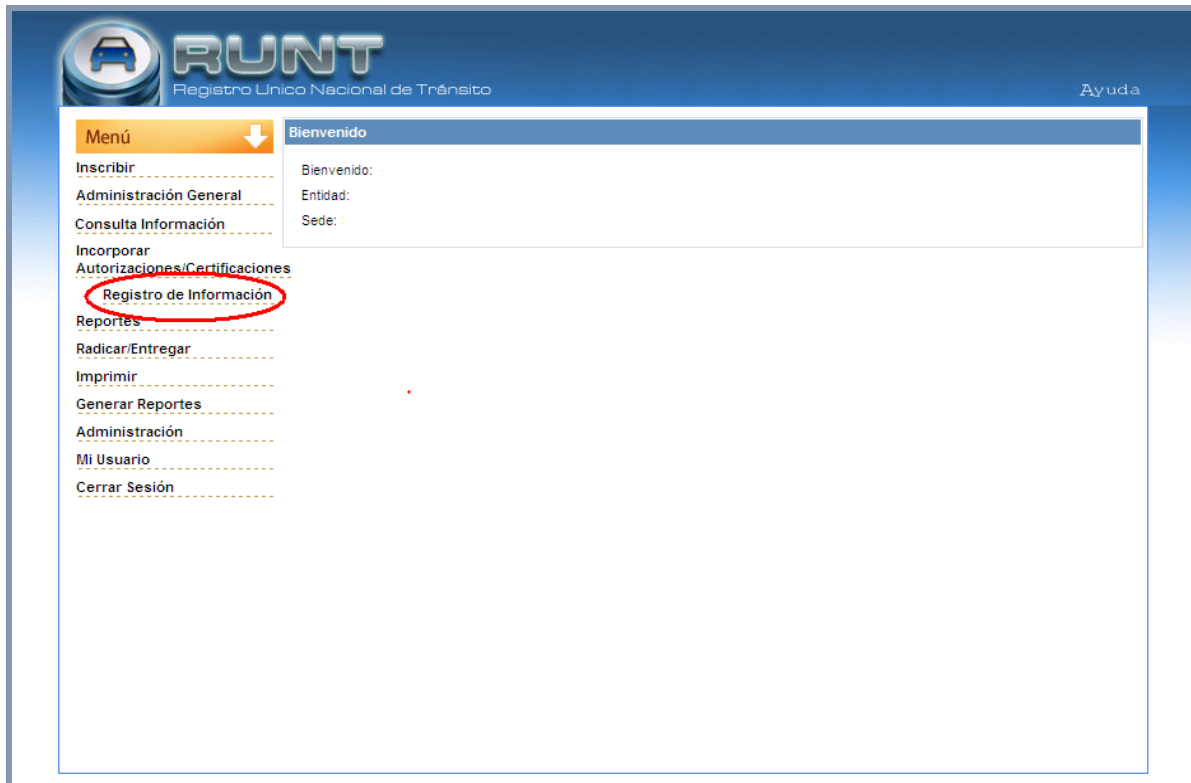 RUNT
Registro Unico Nacional de Trânsito
Ayuda
Menú
Inscribir
Administración General
Consulta Información
Incorporar
Autorizaciones/Certificaciones
Registro de Información
Reportes
Radicar/Entregar
Imprimir
Generar Reportes
Administración
Mi Usuario
Cerrar Sesión
Bienvenido
Bienvenido:
Entidad:
Sede: